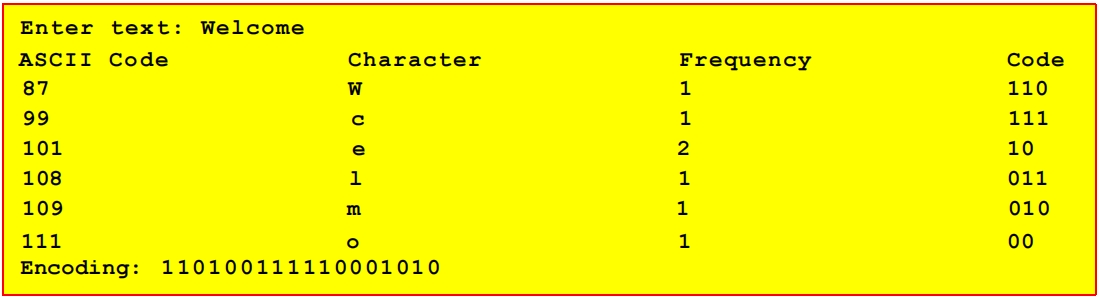 Enter text: Welcome
ASCII Code Character Frequency Code
87 W 1 110
99 c 1 111
101 e 2 10
108 l 1 011
109 m 1 010
111 o 1 00
Encoding: 110100111110001010